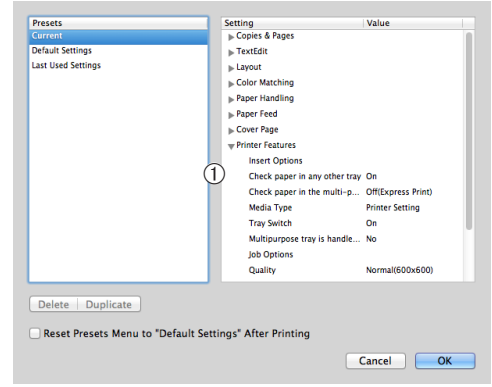 Presets
Current
Default Settings
Last Used Settings
Setting Value
Copies & Pages
TextEdit
Layout
Color Matching
Paper Handling
Paper Feed
Cover Page
Printer Features
Insert Options
①
Check paper in any other tray On
Check paper in the multi-p... Off(Express Print)
Media Type Printer Setting
Tray Switch On
Multipurpose tray is handle... No
Job Options
Quality Normal(600x600)
Delete Duplicate
Reset Presets Menu to "Default Settings" After Printing
Cancel OK